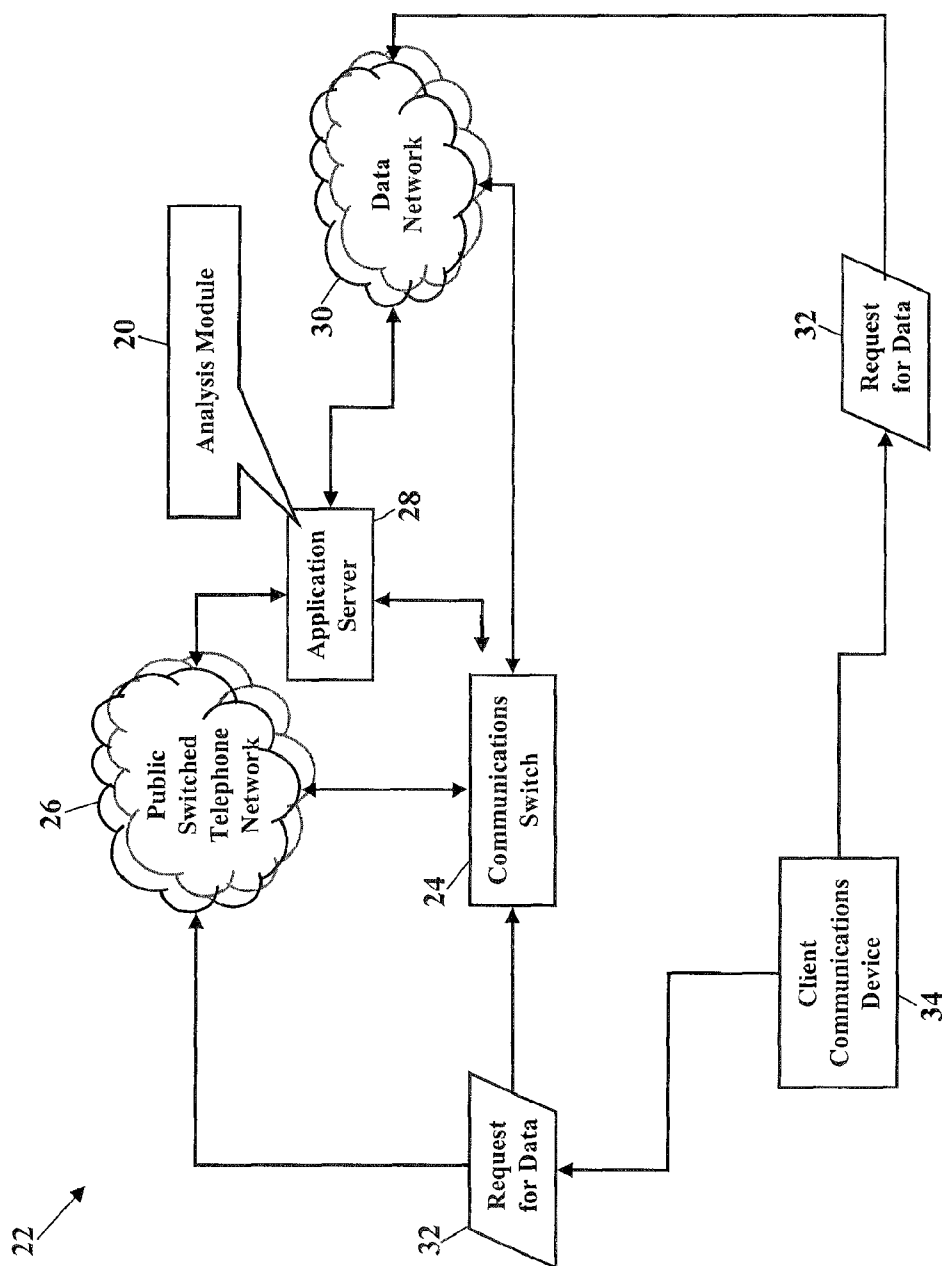 22
26
Public
Switched
Telephone
Network
20
Analysis Module
Application
Server
28
30
Data
Network
24
Communications
Switch
32
Request
for Data
32
Request
for Data
Client
Communications
Device
34